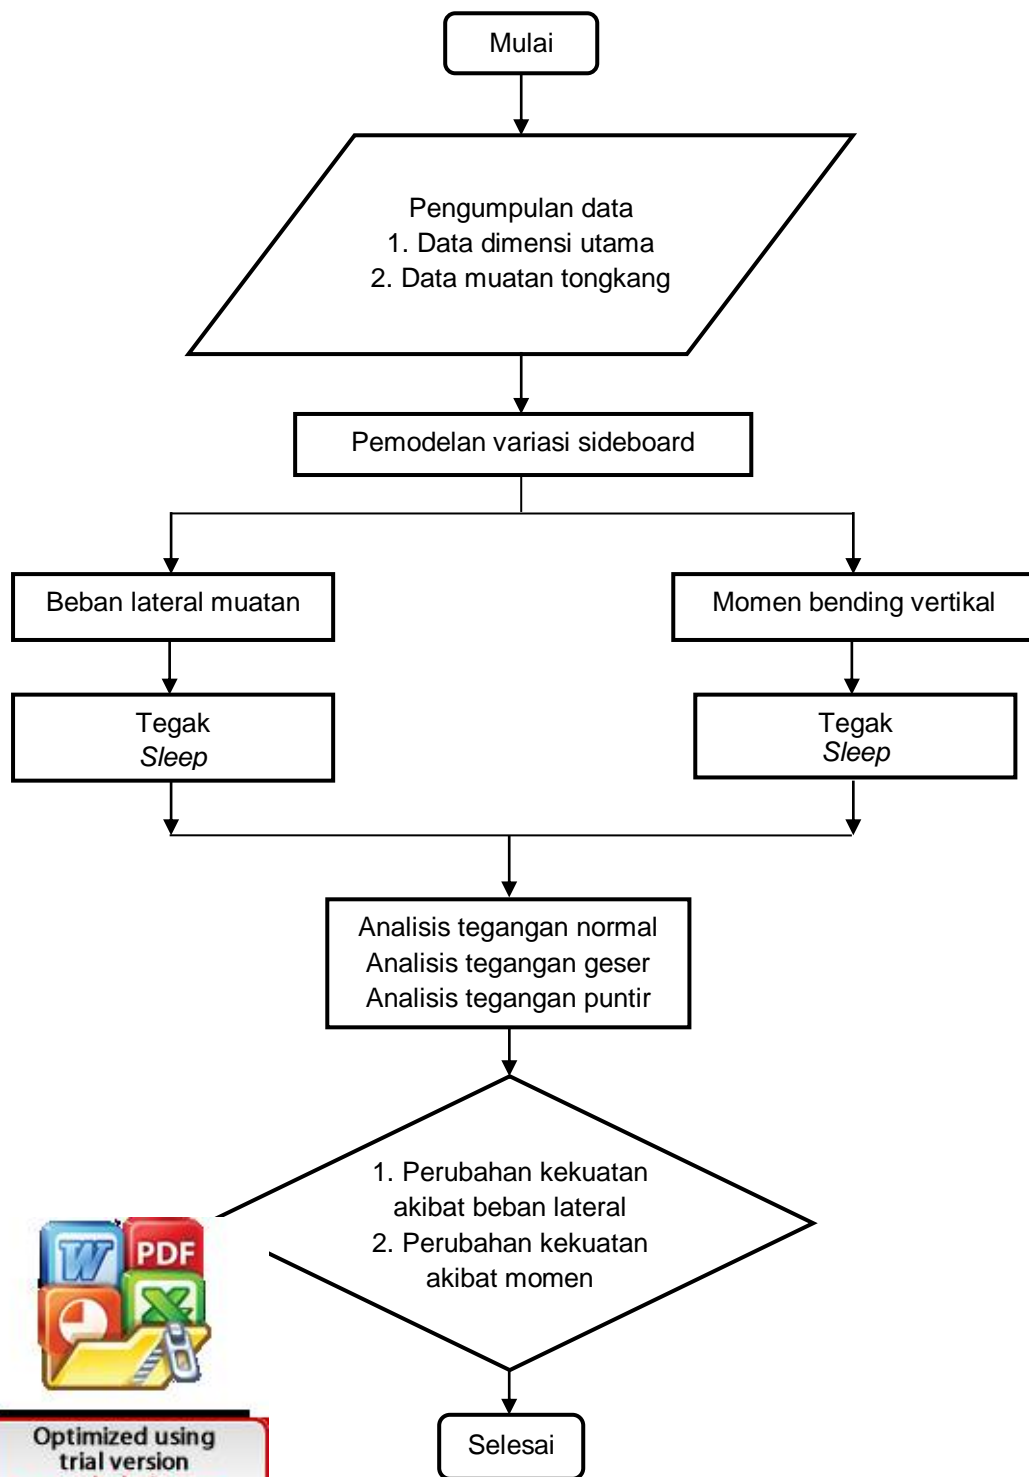 Mulai
Pengumpulan data
1. Data dimensi utama
2. Data muatan tongkang
Pemodelan variasi sideboard
Beban lateral muatan
Momen bending vertikal
Tegak
Sleep
Tegak
Sleep
Analisis tegangan normal
Analisis tegangan geser
Analisis tegangan puntir
1. Perubahan kekuatan
akibat beban lateral
2. Perubahan kekuatan
akibat momen
W
PDF
X
Optimized using
trial version
Selesai